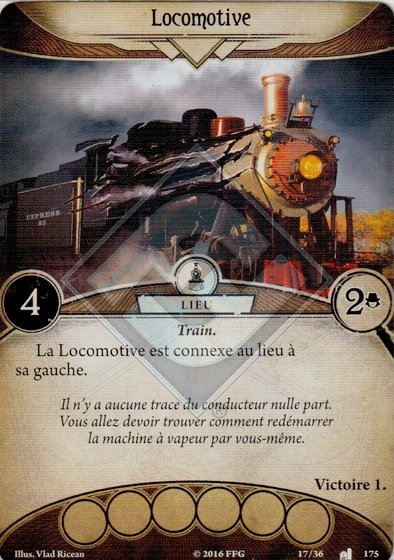 Locomotive
EXPRESS
4
LIEU
2
Train.
La Locomotive est connexe au lieu à
sa gauche.
Il n'y a aucune trace du conducteur nulle part.
Vous allez devoir trouver comment redémarrer
la machine à vapeur par vous-même.
Victoire 1.
Illus. Vlad Ricean
© 2016 FFG
17/36
175